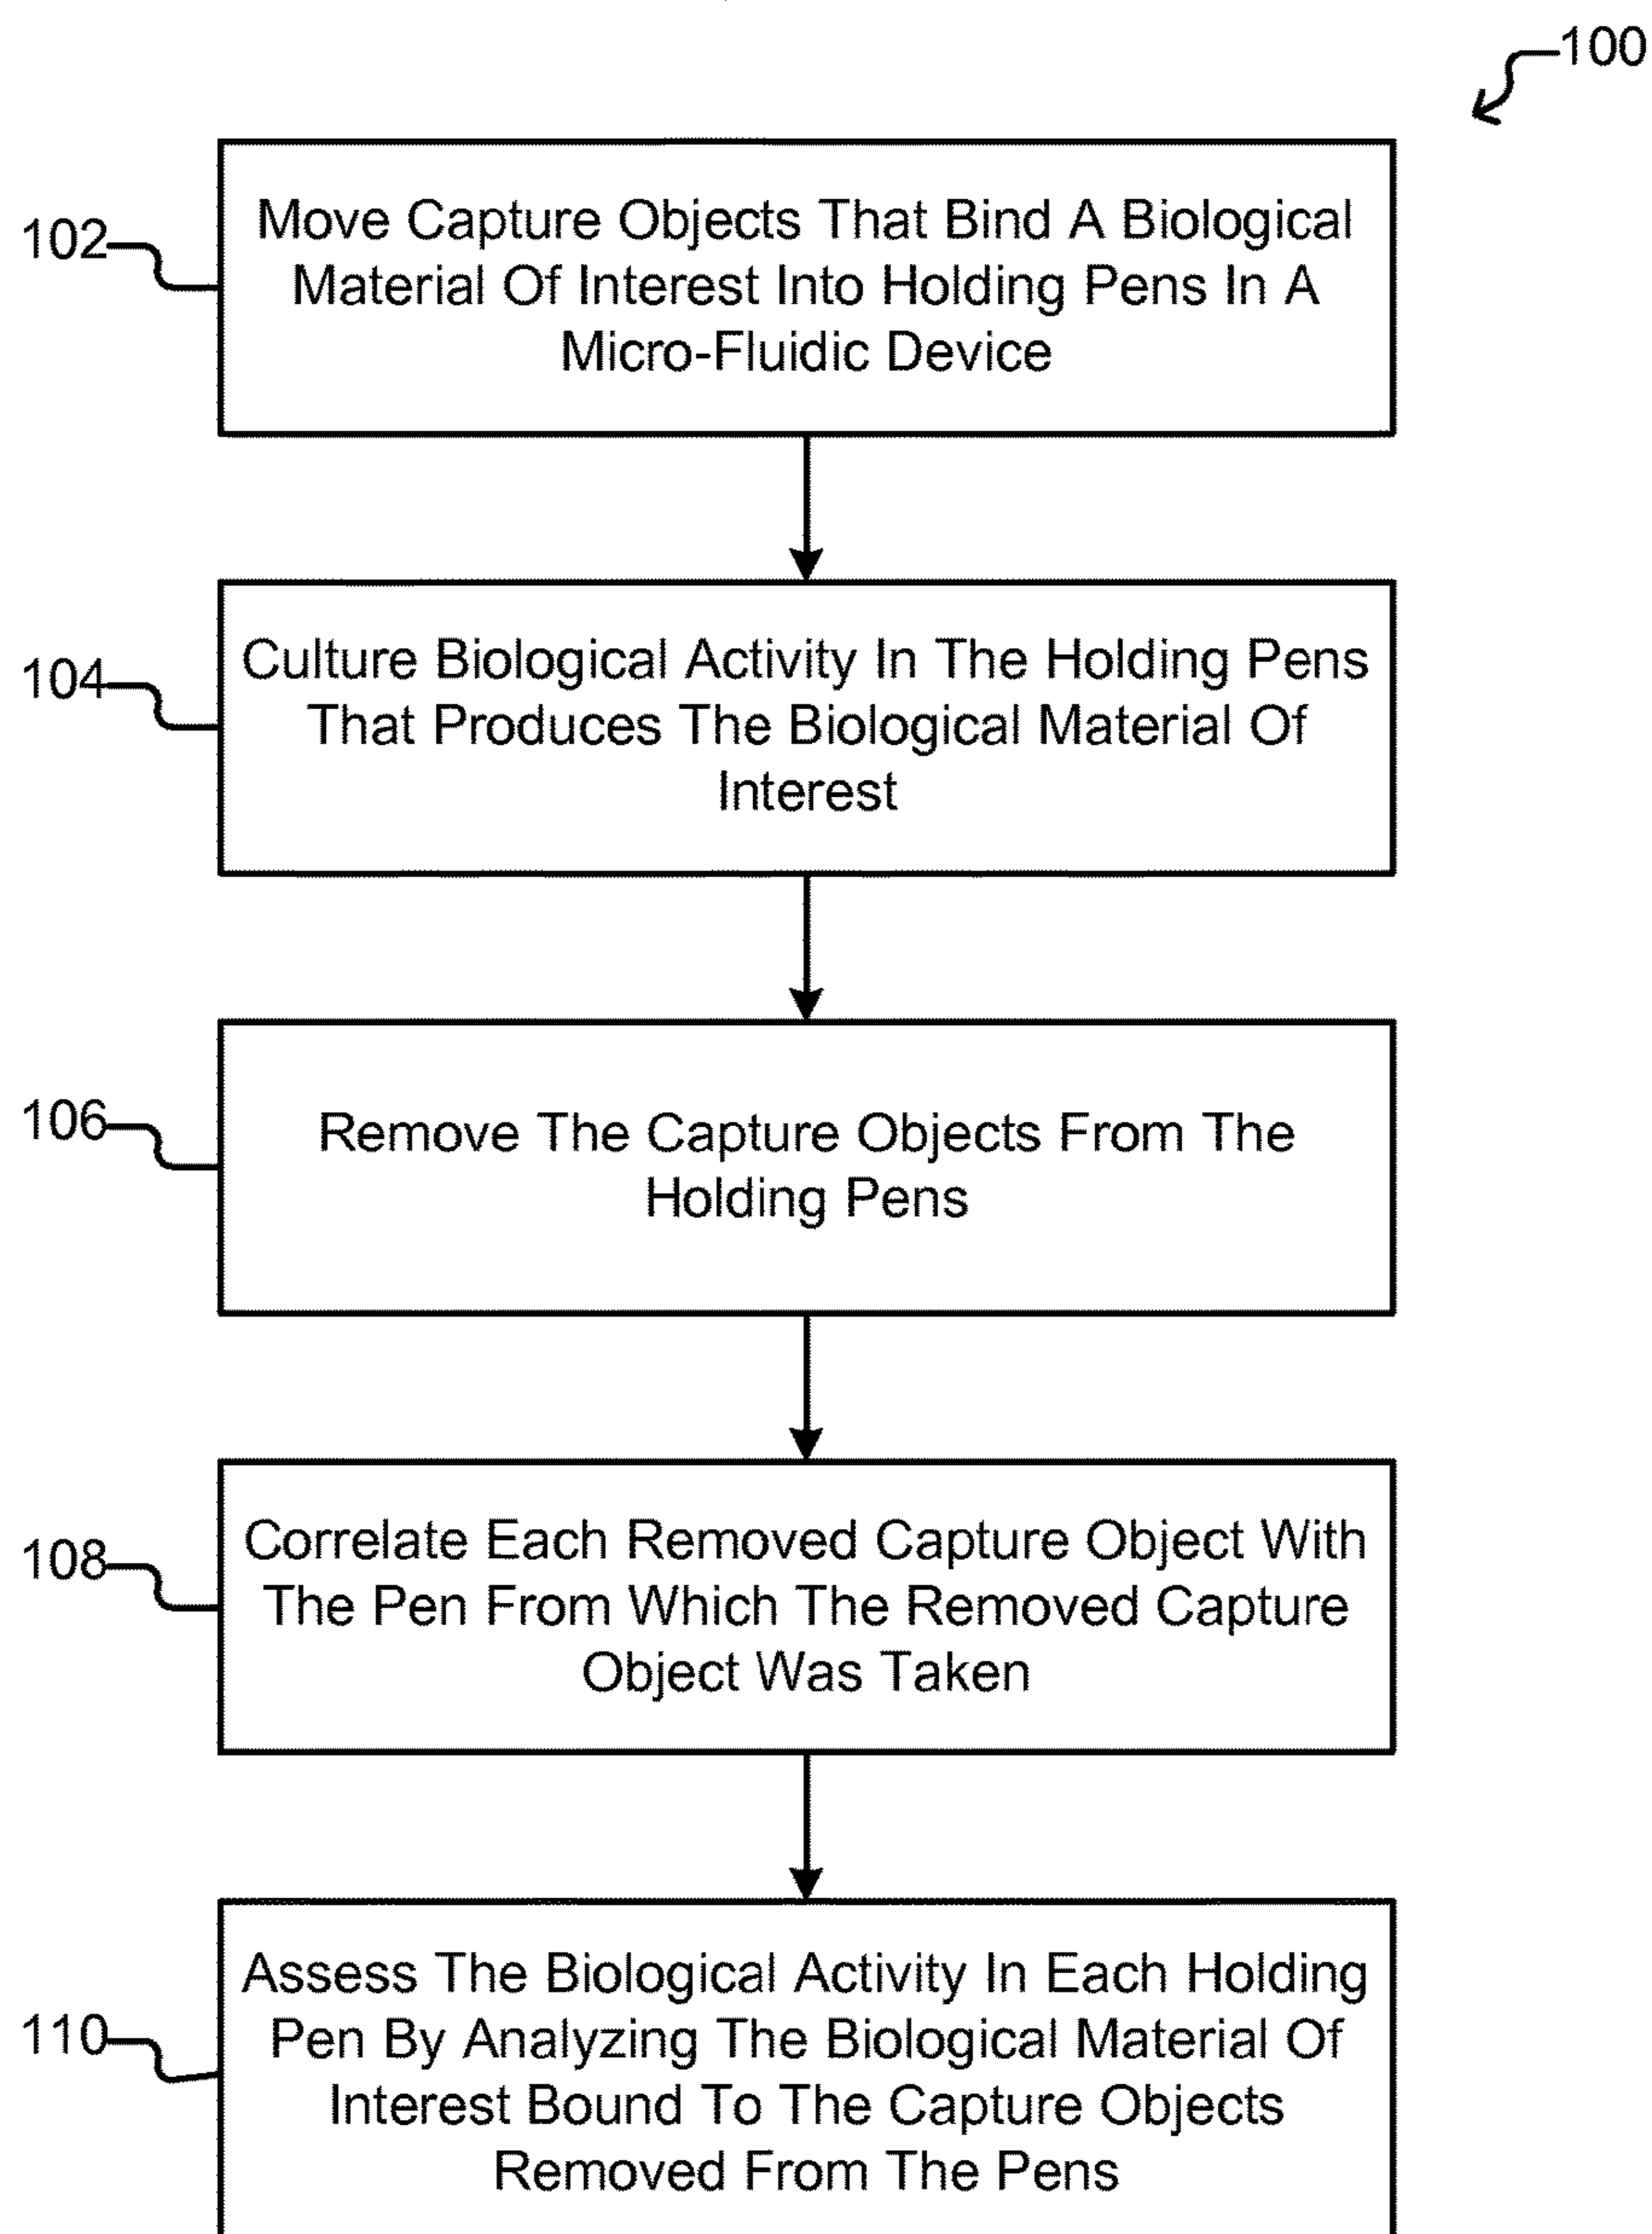 100
102
Move Capture Objects That Bind A Biological
Material Of Interest Into Holding Pens In A
Micro-Fluidic Device
104
Culture Biological Activity In The Holding Pens
That Produces The Biological Material Of
Interest
106
Remove The Capture Objects From The
Holding Pens
108
Correlate Each Removed Capture Object With
The Pen From Which The Removed Capture
Object Was Taken
110
Assess The Biological Activity In Each Holding
Pen By Analyzing The Biological Material Of
Interest Bound To The Capture Objects
Removed From The Pens